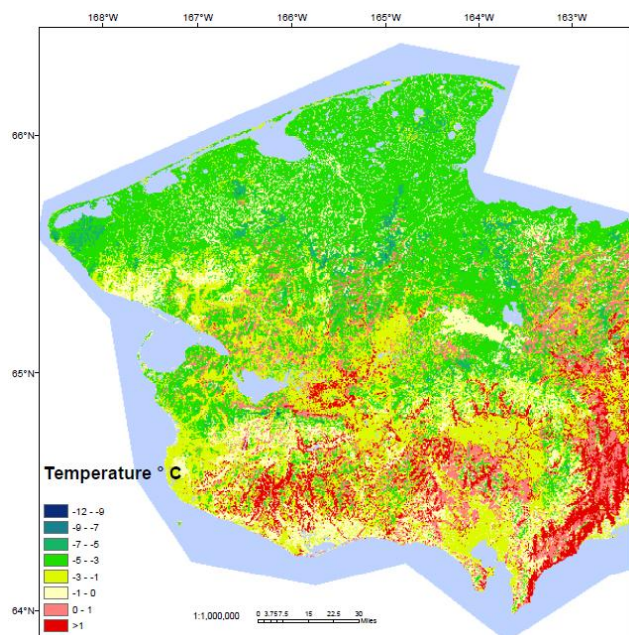 168°W 167°W 166°W 165°W 164°W 163°W
66°N
65°N
64°N
Temperature ° C
-12 - -9
-9 - -7
-7 - -5
-5 - -3
-3 - -1
-1 - 0
0 - 1
>1
1:1,000,000
0 3.75 7.5 15 22.5 30
Miles